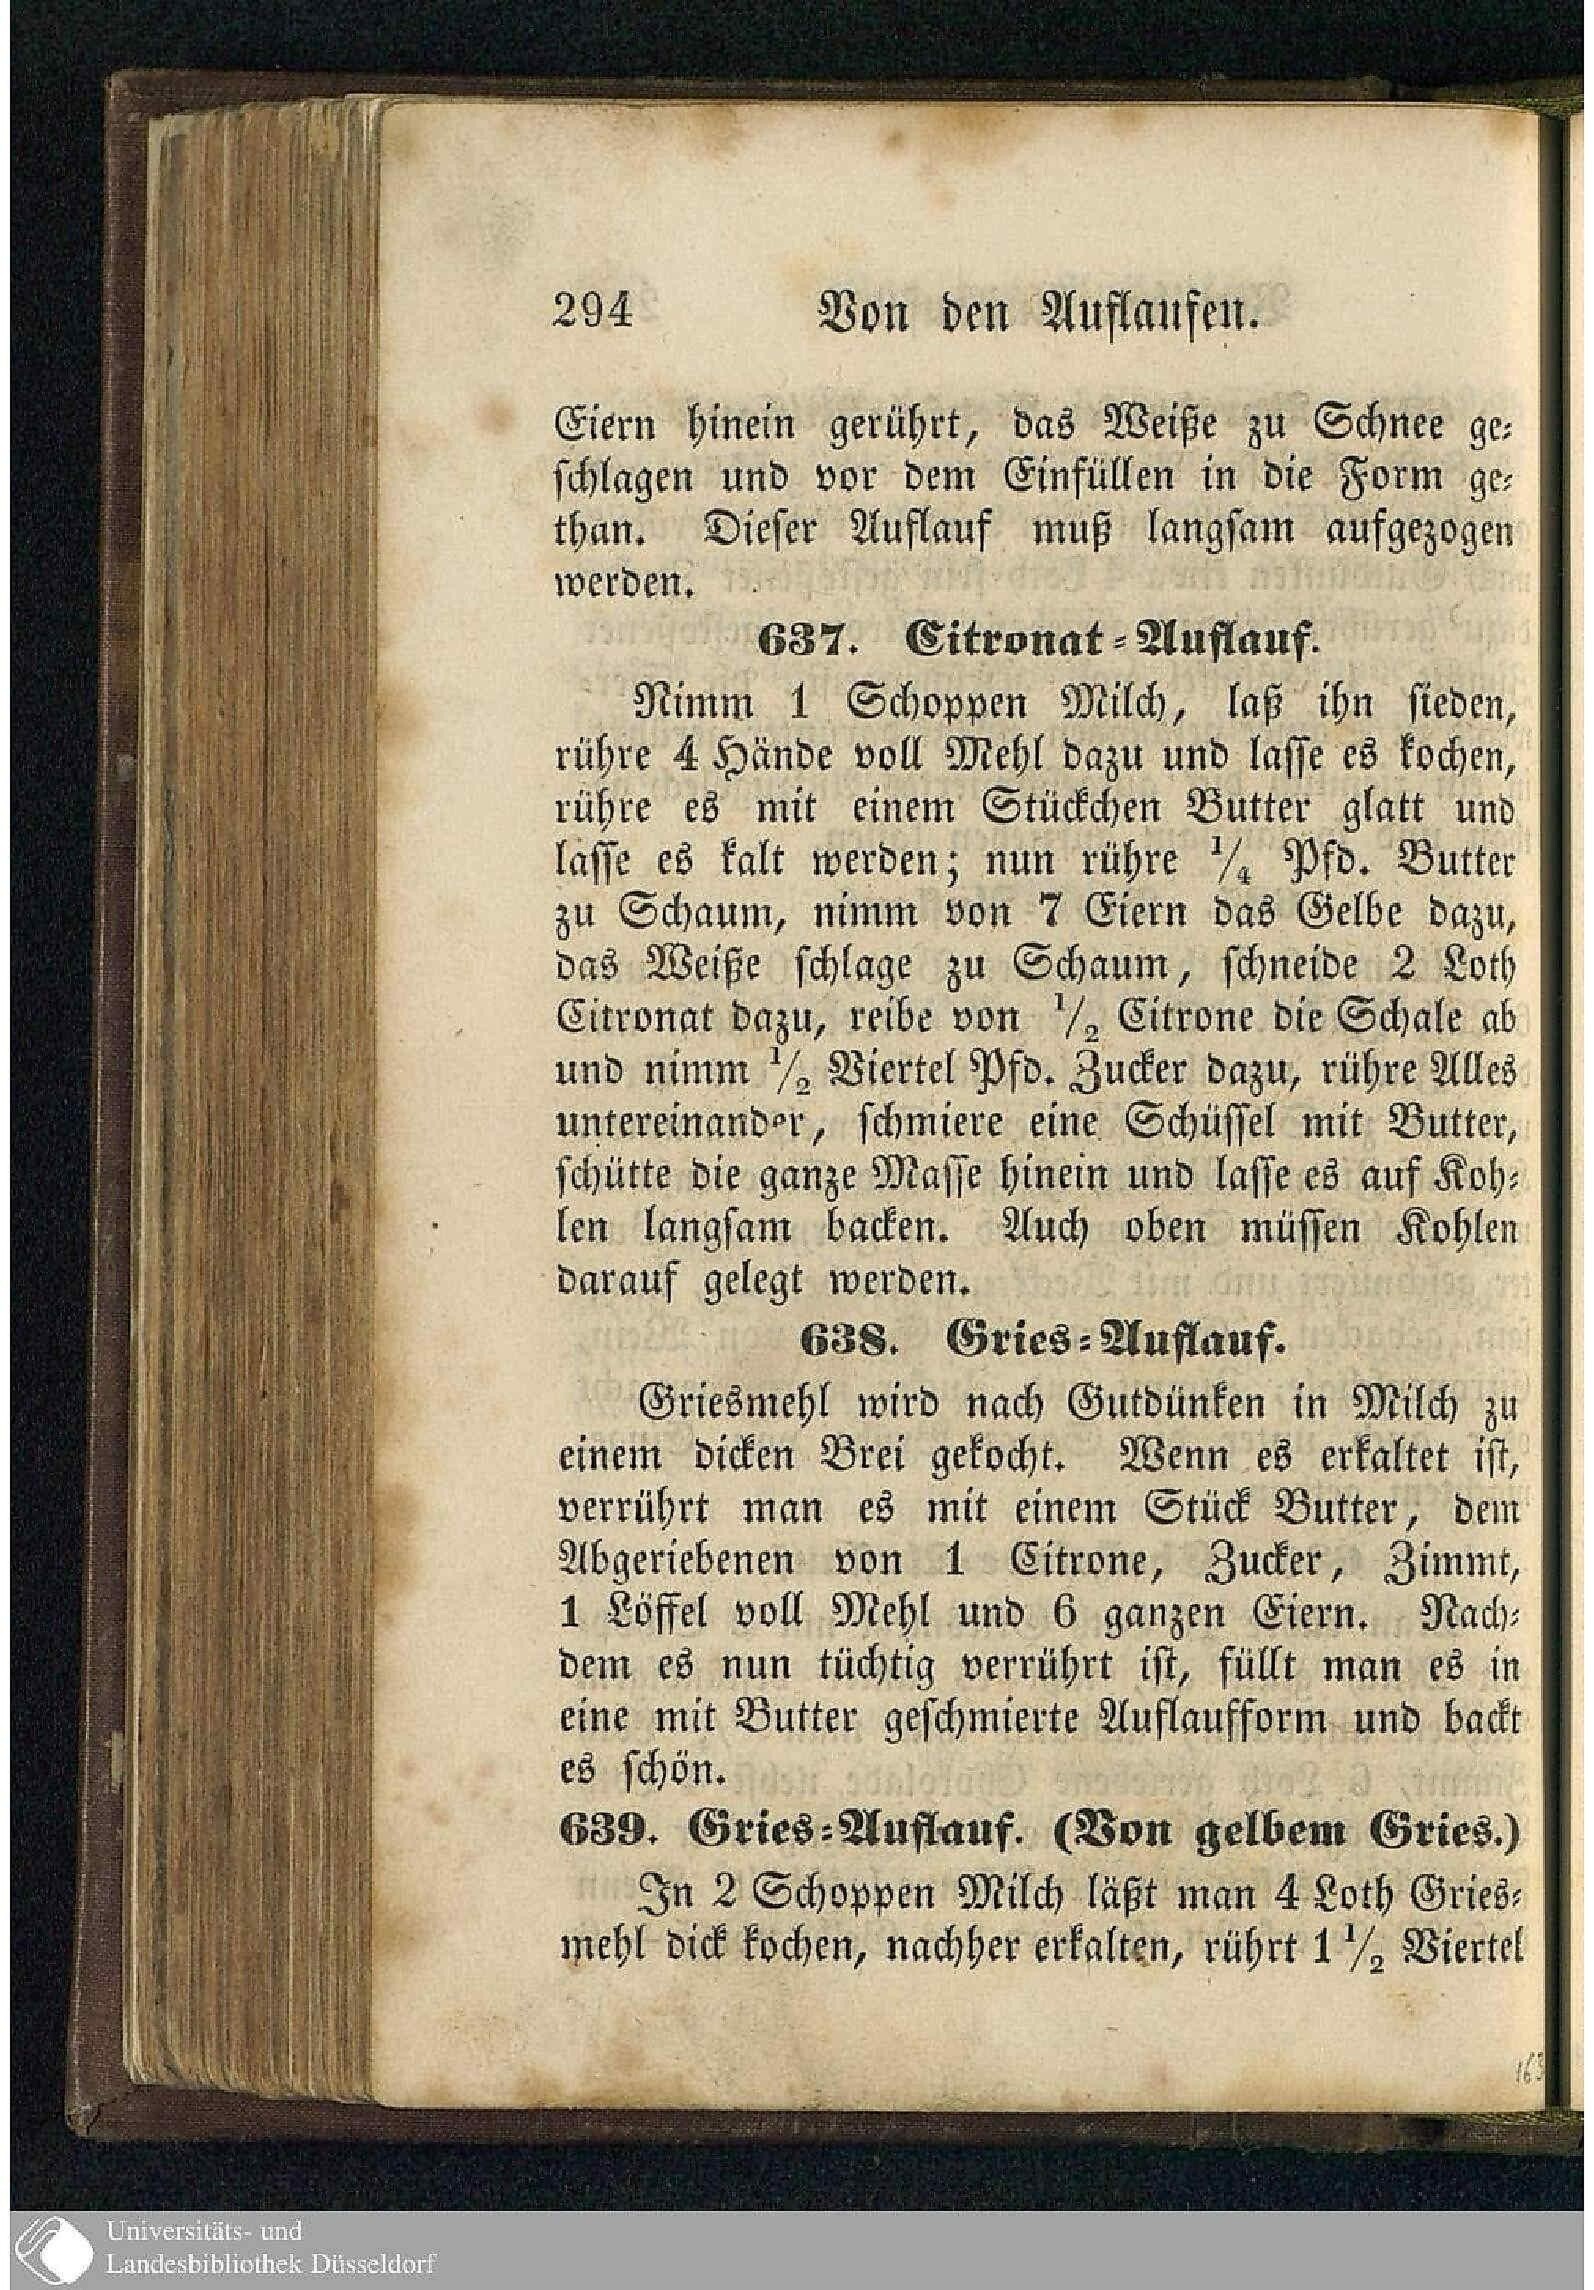 294 Von den Auflaufen.
Eiern hinein gerührt, das Weiße zu Schnee ge-
schlagen und vor dem Einfüllen in die Form ge-
than. Dieser Auflauf muß langsam aufgezogen
werden.
637. Citronat-Auflauf.
Nimm 1 Schoppen Milch, laß ihn sieden,
rühre 4 Hände voll Mehl dazu und lasse es kochen,
rühre es mit einem Stückchen Butter glatt und
lasse es kalt werden; nun rühre 1/4 Pfd. Butter
zu Schaum, nimm von 7 Eiern das Gelbe dazu,
das Weiße schlage zu Schaum, schneide 2 Loth
Citronat dazu, reibe von 1/2 Citrone die Schale ab
und nimm 1/2 Viertel Pfd. Zucker dazu, rühre Alles
untereinander, schmiere eine Schüssel mit Butter,
schütte die ganze Masse hinein und lasse es auf Koh-
len langsam backen. Auch oben müssen Kohlen
darauf gelegt werden.
638. Gries-Auflauf.
Griesmehl wird nach Gutdünken in Milch zu
einem dicken Brei gekocht. Wenn es erkaltet ist,
verrührt man es mit einem Stück Butter, dem
Abgeriebenen von 1 Citrone, Zucker, Zimmt,
1 Löffel voll Mehl und 6 ganzen Eiern. Nach-
dem es nun tüchtig verrührt ist, füllt man es in
eine mit Butter geschmierte Auflaufform und backt
es schön.
639. Gries-Auflauf. (Von gelbem Gries.)
In 2 Schoppen Milch läßt man 4 Loth Gries-
mehl dick kochen, nachher erkalten, rührt 1 1/2 Viertel
163
Universitäts- und
Landesbibliothek Düsseldorf